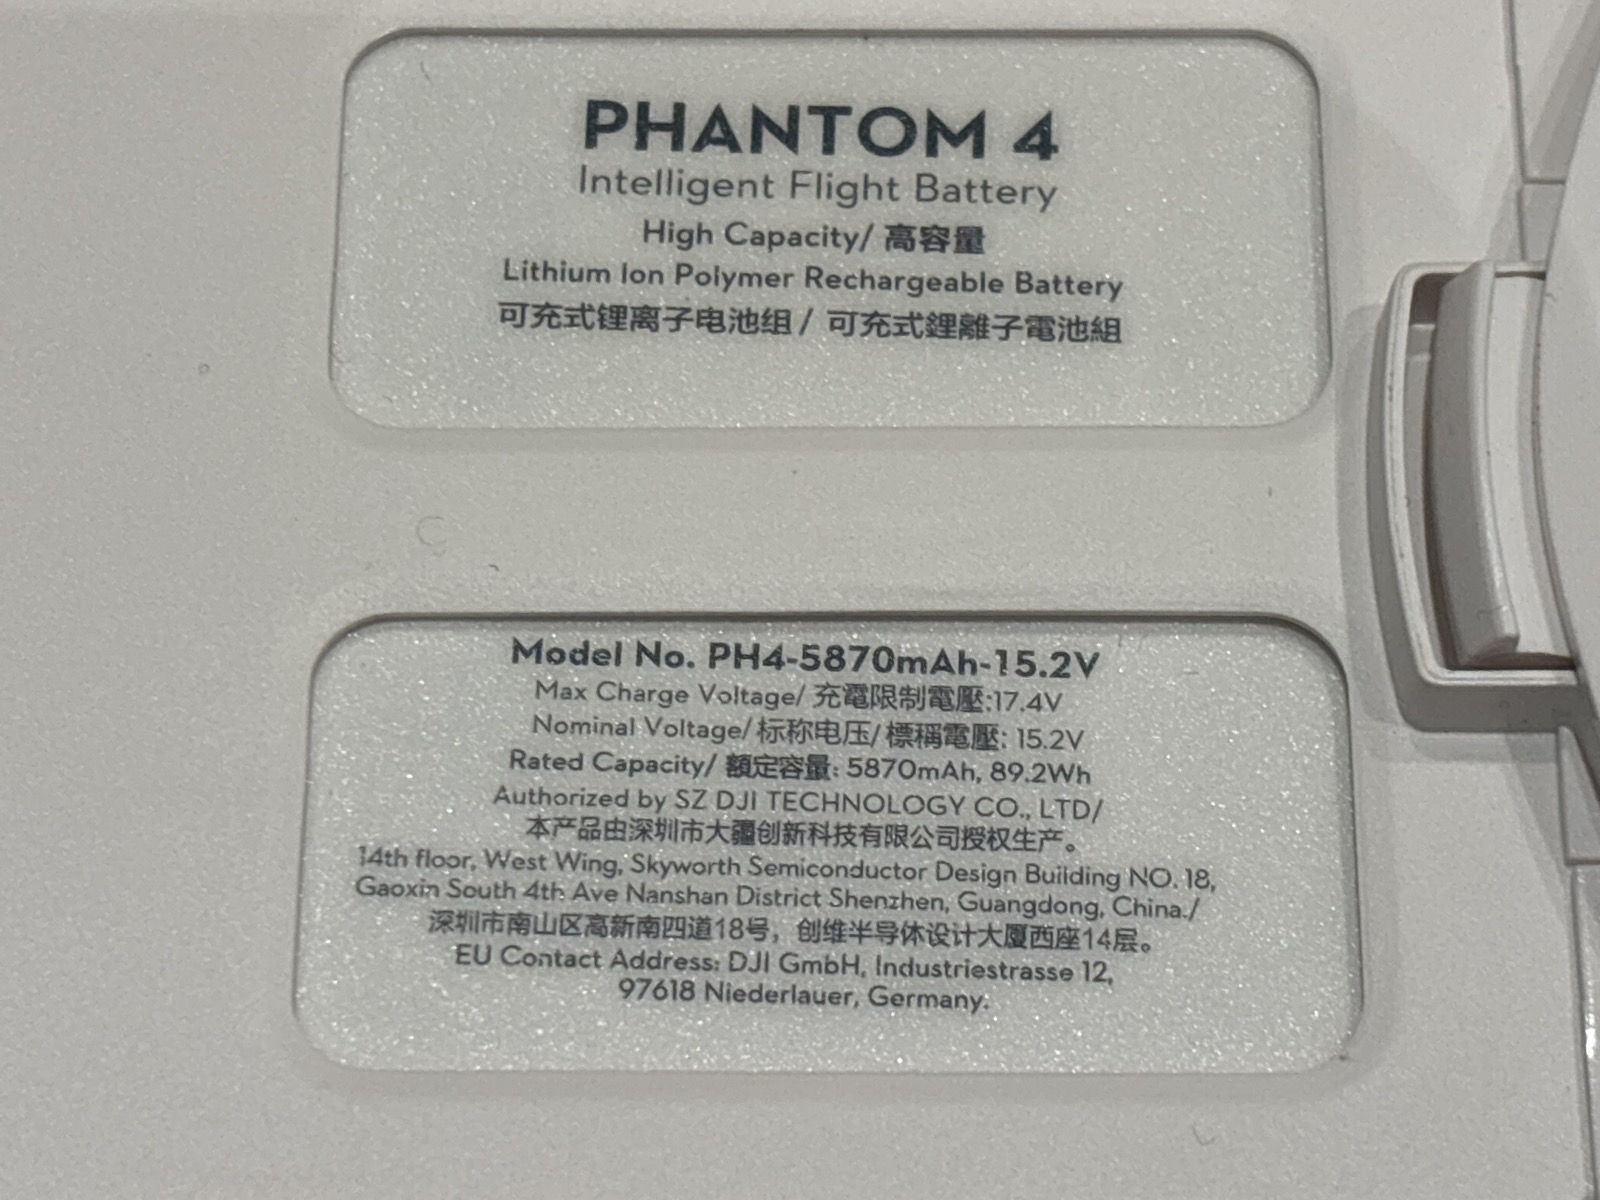 PHANTOM 4
Intelligent Flight Battery
High Capacity/ 高容量
Lithium Ion Polymer Rechargeable Battery
可充式锂离子电池组 / 可充式鋰離子電池組
Model No. PH4-5870mAh-15.2V
Max Charge Voltage/ 充電限制電壓:17.4V
Nominal Voltage/标称电压/標稱電壓: 15.2V
Rated Capacity/ 額定容量: 5870mAh, 89.2Wh
Authorized by SZ DJI TECHNOLOGY CO., LTD/
本产品由深圳市大疆创新科技有限公司授权生产。
14th floor, West Wing, Skyworth Semiconductor Design Building NO. 18,
Gaoxin South 4th Ave Nanshan District Shenzhen, Guangdong, China./
深圳市南山区高新南四道18号，创维半导体设计大厦西座14层。
EU Contact Address: DJI GmbH, Industriestrasse 12,
97618 Niederlauer, Germany.